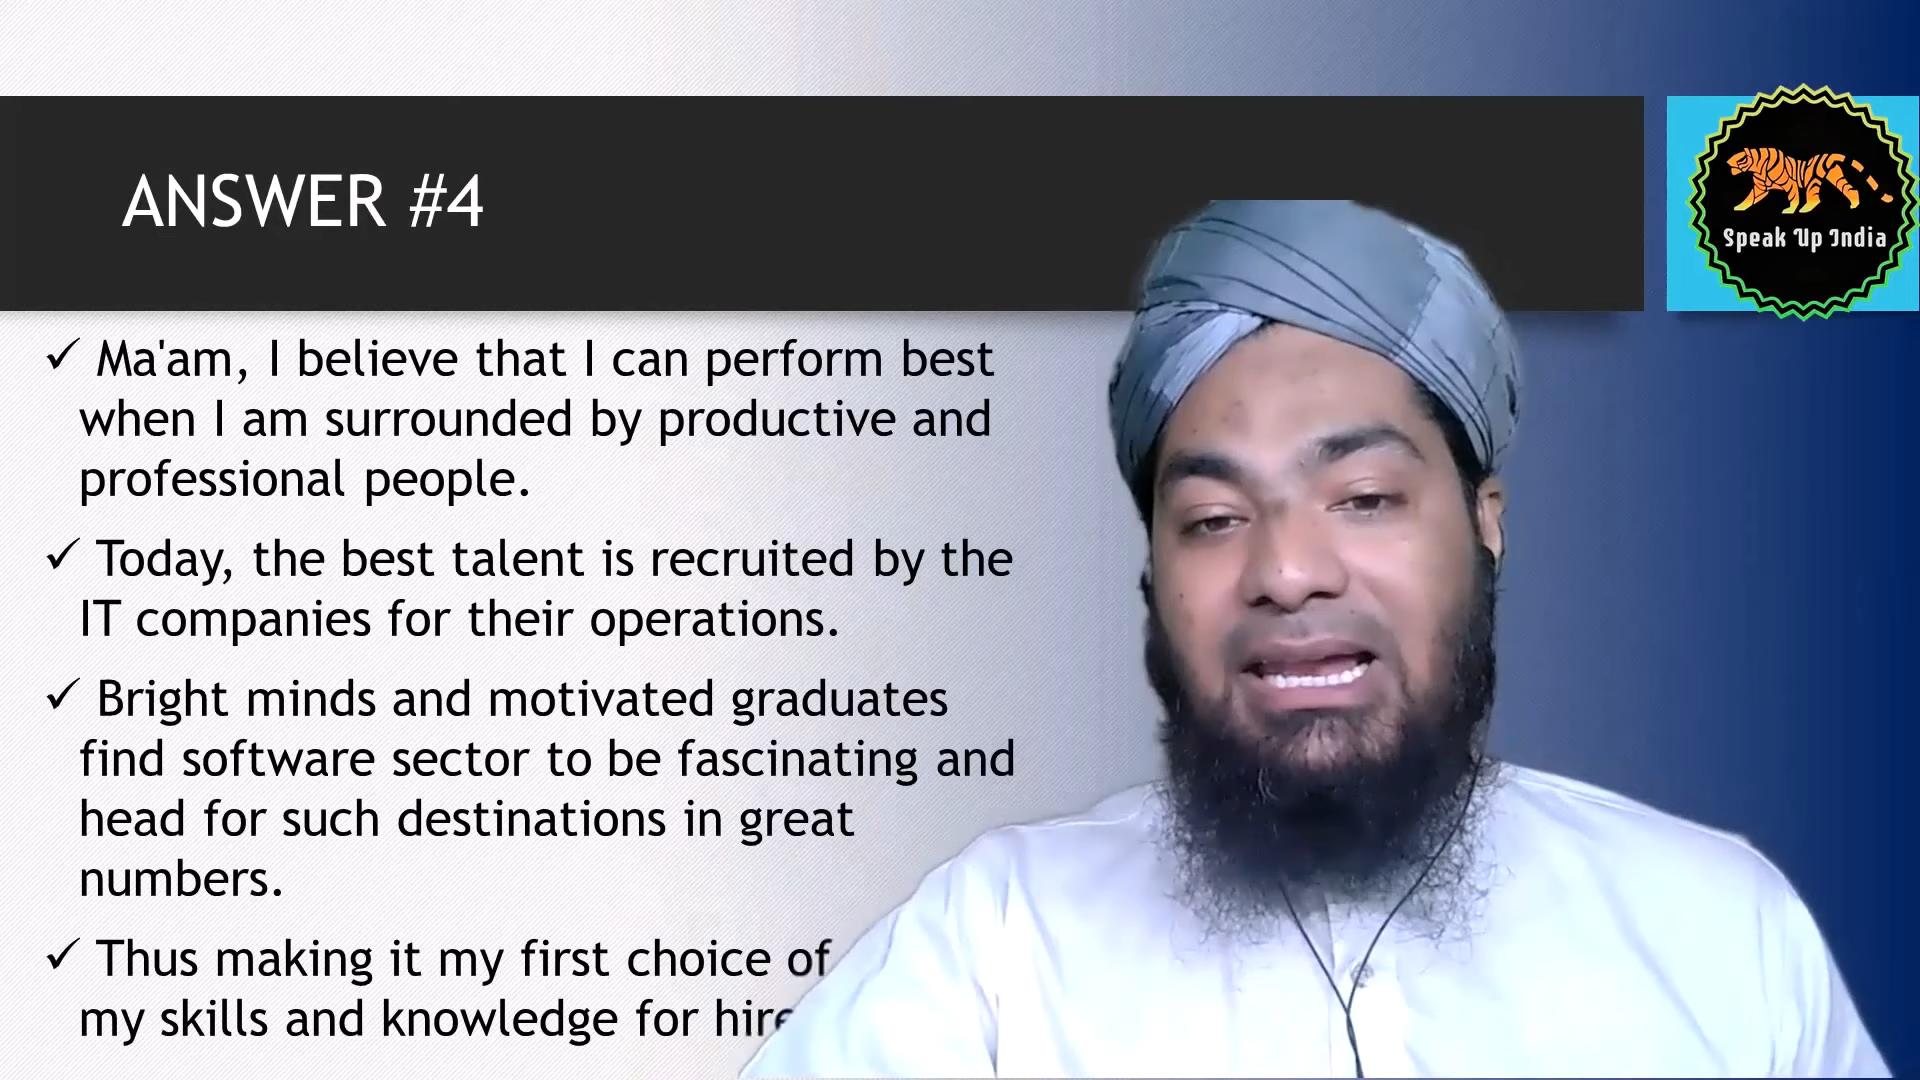 ANSWER #4
Speak Up India
✓ Ma'am, I believe that I can perform best
when I am surrounded by productive and
professional people.
✓ Today, the best talent is recruited by the
IT companies for their operations.
✓ Bright minds and motivated graduates
find software sector to be fascinating and
head for such destinations in great
numbers.
✓ Thus making it my first choice of
my skills and knowledge for hire